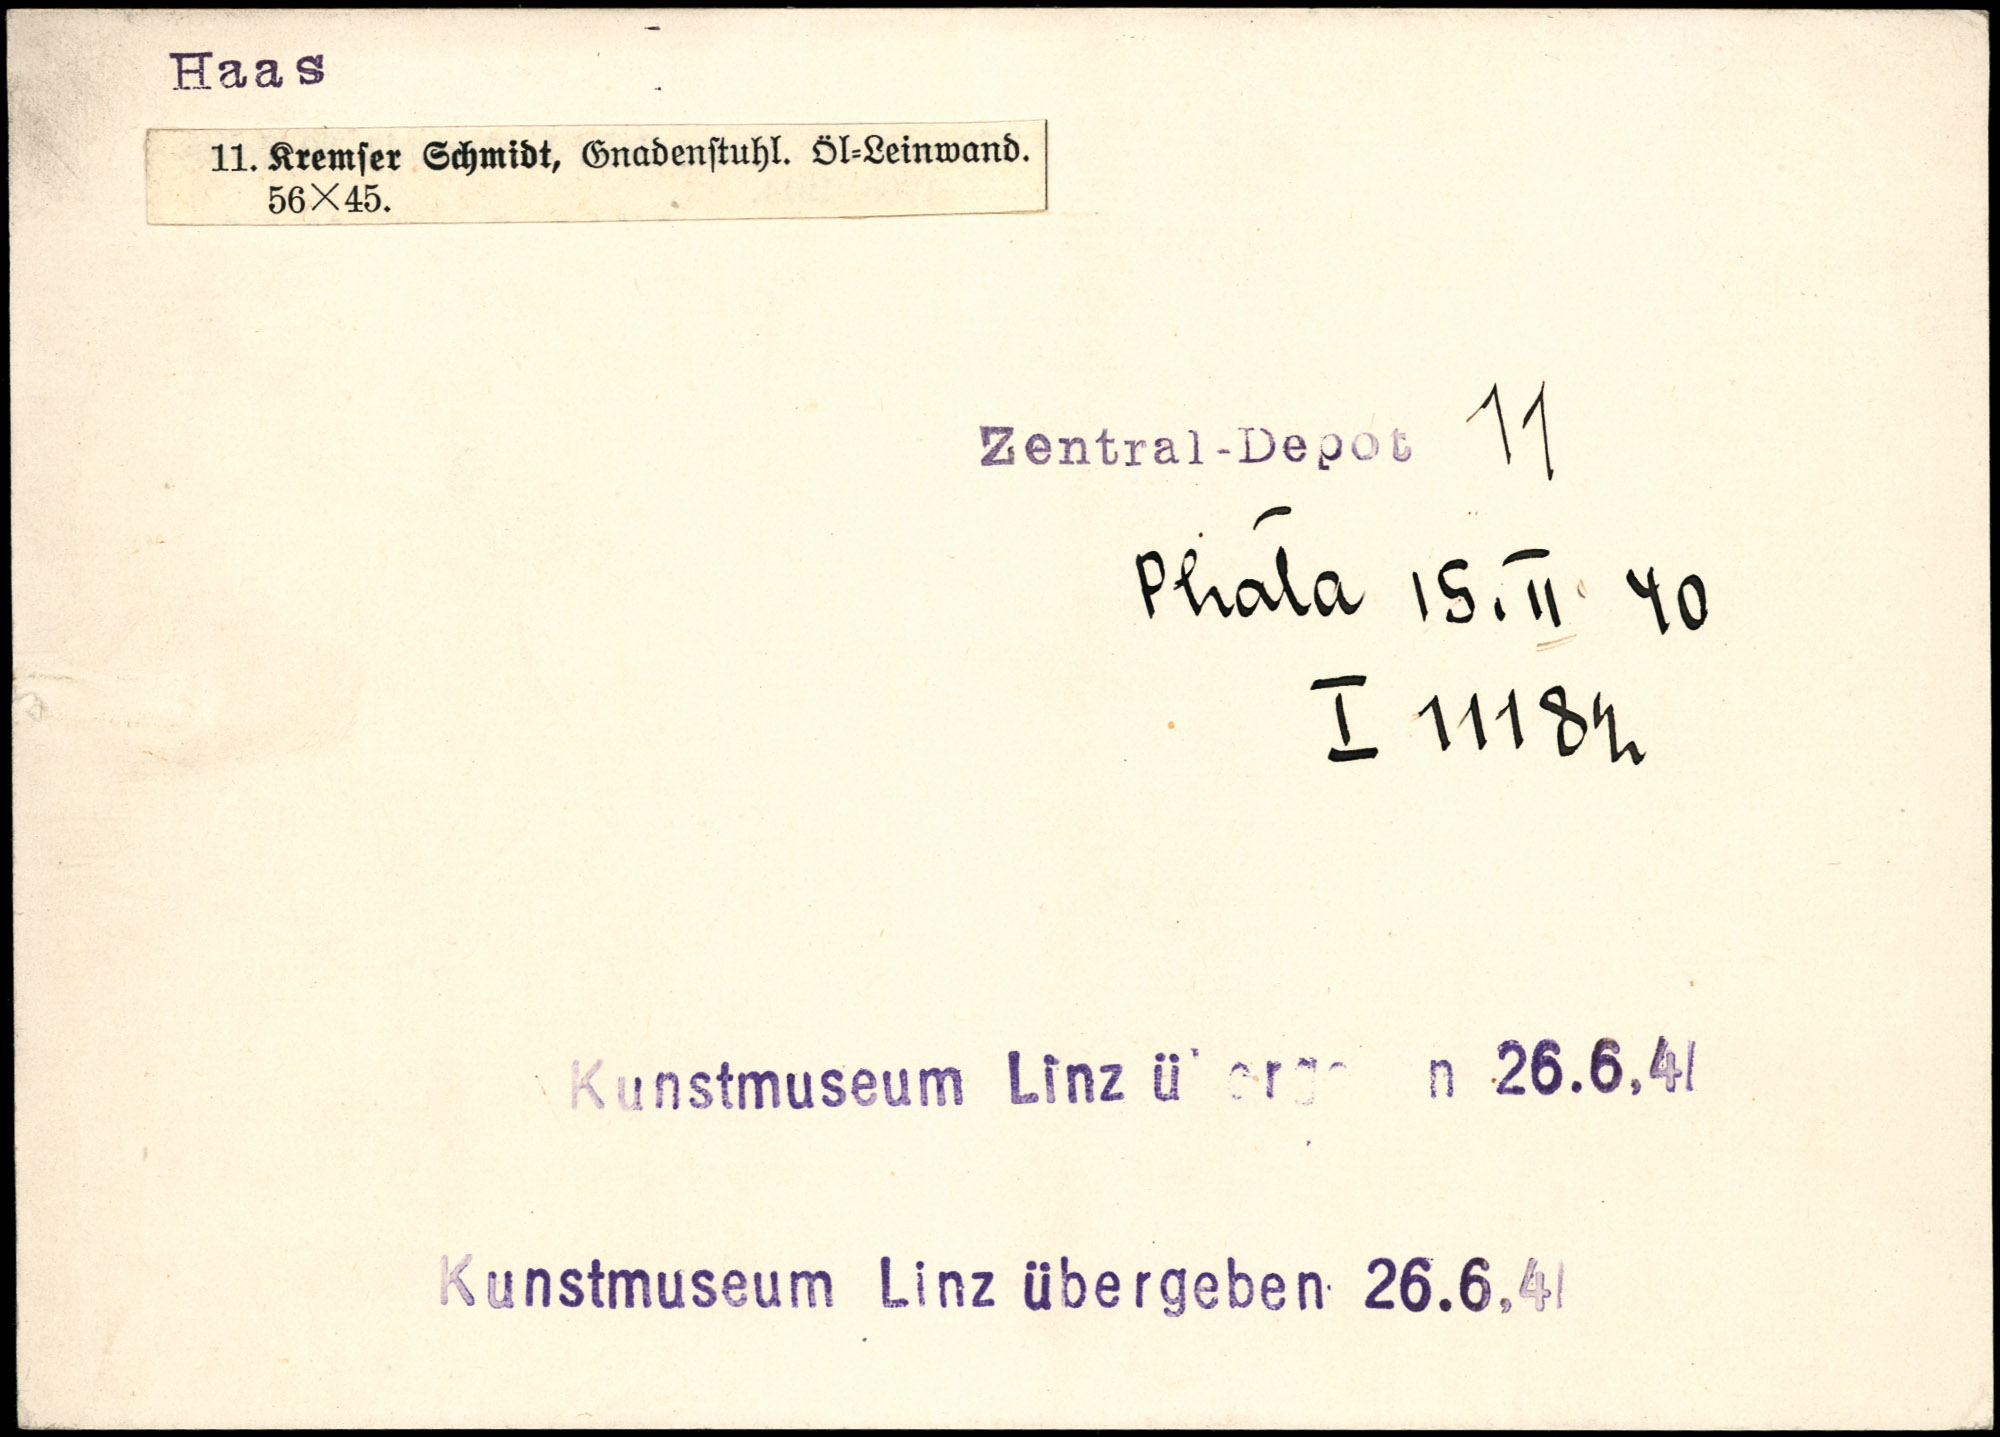 Haas
11. Kremser Schmidt, Gnadenstuhl. Öl-Leinwand.
56×45.
Zentral-Depot 11
15. II 40
I 11184
Kunstmuseum Linz ü erg n 26.6.41
Kunstmuseum Linz übergeben 26.6.41